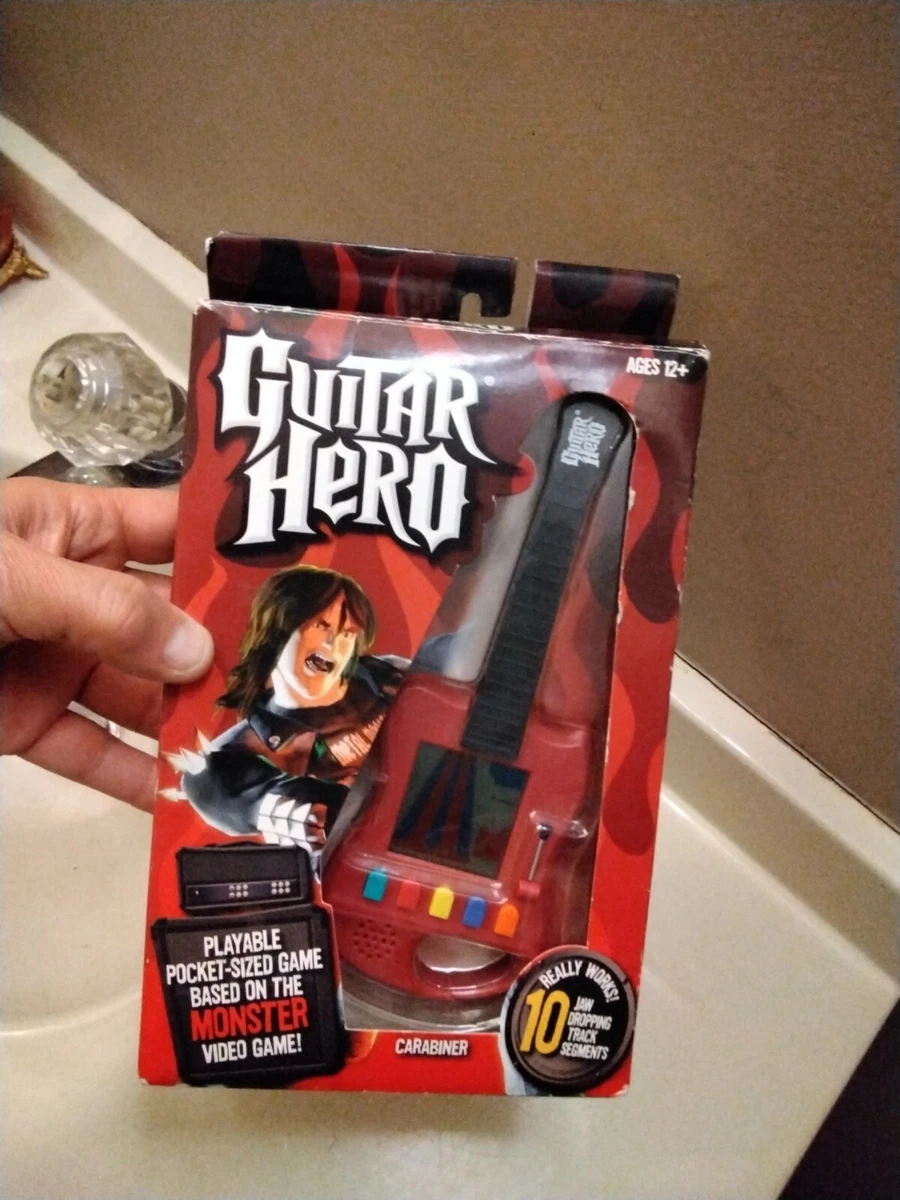 GUITAR
HERO
AGES 12+
GUITAR
HERO
PLAYABLE
POCKET-SIZED GAME
BASED ON THE
MONSTER
VIDEO GAME!
CARABINER
REALLY WORKS!
10 JAW
DROPPING
TRACK
SEGMENTS